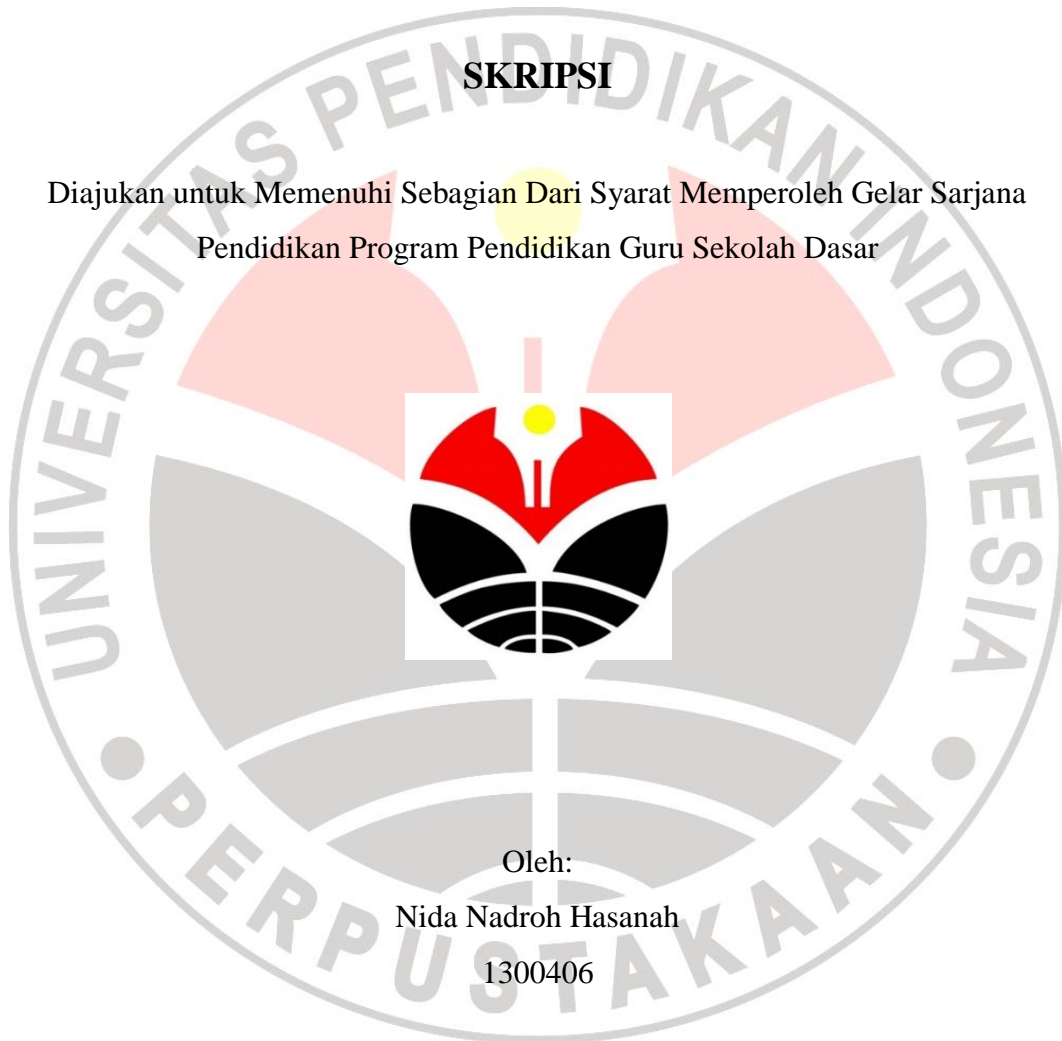 SKRIPSI
Diajukan untuk Memenuhi Sebagian Dari Syarat Memperoleh Gelar Sarjana
Pendidikan Program Pendidikan Guru Sekolah Dasar
Oleh:
Nida Nadroh Hasanah
1300406
UNIVERSITAS PENDIDIKAN INDONESIA
PERPUSTAKAAN